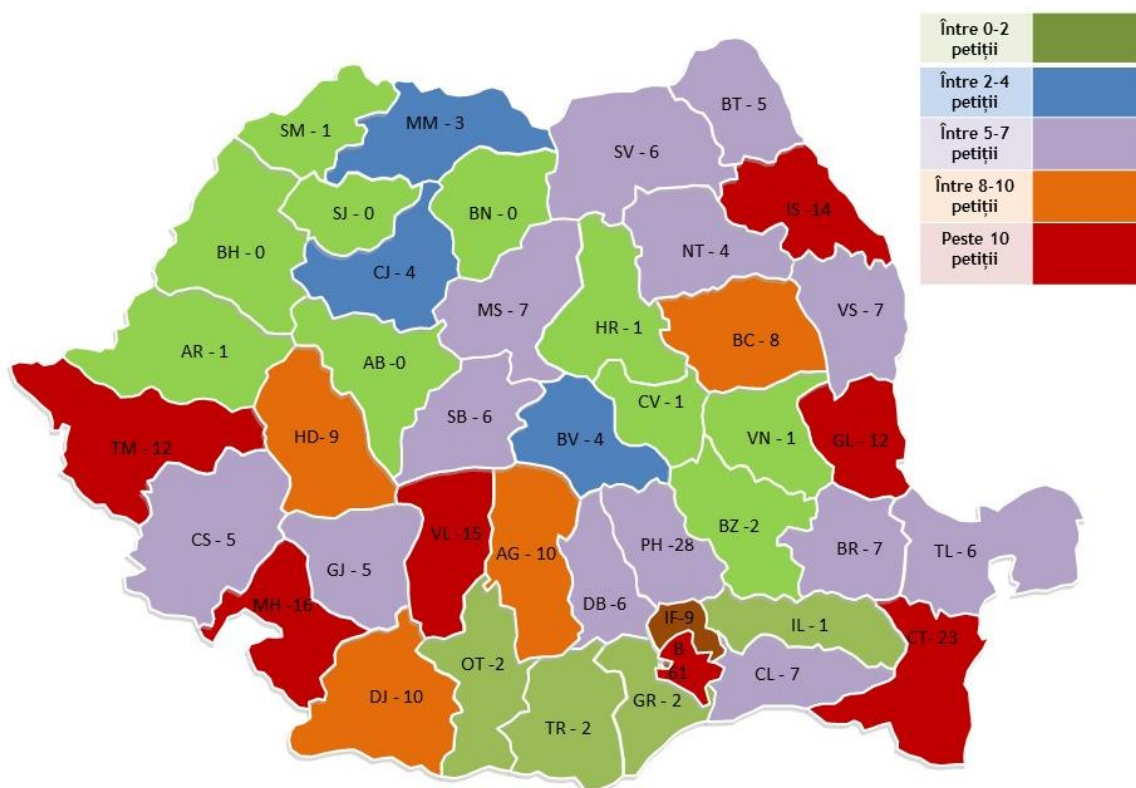 Între 0-2
petiții
Între 2-4
petiții
Între 5-7
petiții
Între 8-10
petiții
Peste 10
petiții
BT - 5
SM - 1
MM - 3
SV - 6
IS -14
SJ - 0
BN - 0
BH - 0
NT - 4
CJ - 4
MS - 7
VS - 7
HR - 1
BC - 8
AR - 1
AB -0
CV - 1
SB - 6
HD- 9
BV - 4
VN - 1
GL - 12
TM - 12
BZ -2
VL - 15
CS - 5
PH -28
BR - 7
TL - 6
AG - 10
GJ - 5
MH -16
DB -6
IF-9
IL - 1
CT- 23
B
61
OT -2
CL - 7
DJ - 10
GR - 2
TR - 2